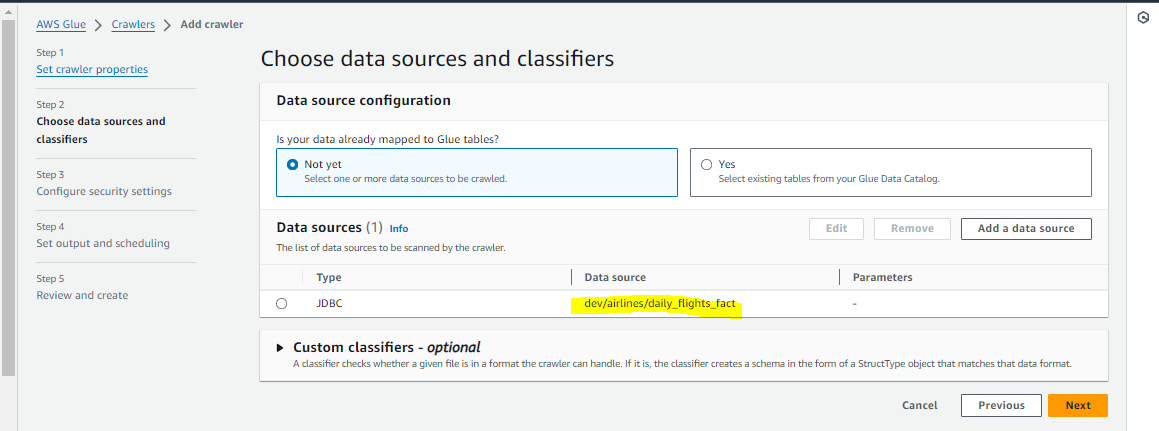 AWS Glue > Crawlers > Add crawler
Step 1
Set crawler properties
Step 2
Choose data sources and
classifiers
Step 3
Configure security settings
Step 4
Set output and scheduling
Step 5
Review and create
Choose data sources and classifiers
Data source configuration
Is your data already mapped to Glue tables?
Not yet
Select one or more data sources to be crawled.
Yes
Select existing tables from your Glue Data Catalog.
Data sources (1) Info
The list of data sources to be scanned by the crawler.
Edit
Remove
Add a data source
Type Data source Parameters
JDBC dev/airlines/daily_flights_fact -
Custom classifiers - optional
A classifier checks whether a given file is in a format the crawler can handle. If it is, the classifier creates a schema in the form of a StructType object that matches that data format.
Cancel
Previous
Next